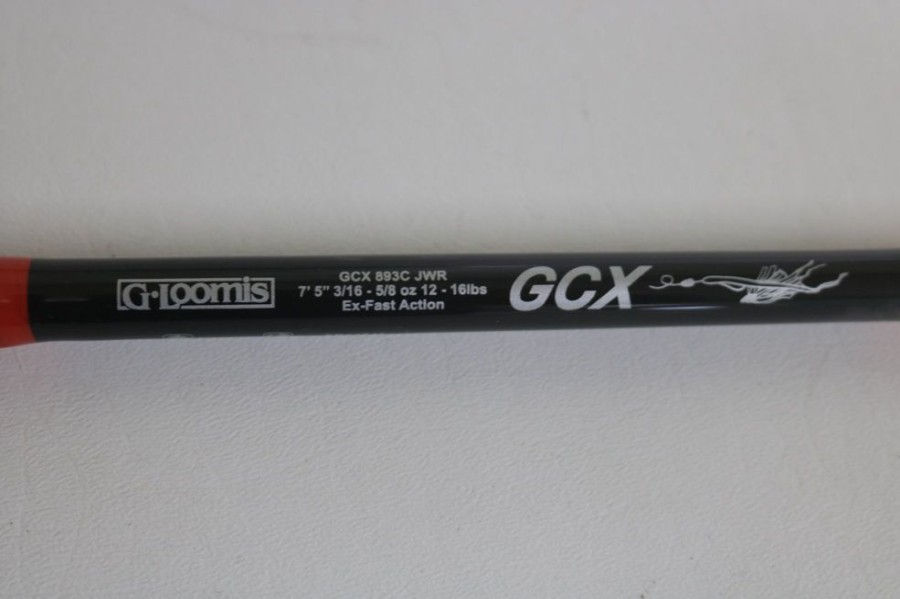 G·Loomis
GCX 893C JWR
7' 5" 3/16 - 5/8 oz 12 - 16lbs
Ex-Fast Action
GCX